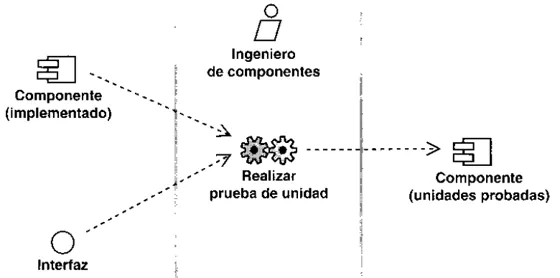 Ingeniero
de componentes
Componente
(implementado)
Realizar
prueba de unidad
Componente
(unidades probadas)
Interfaz